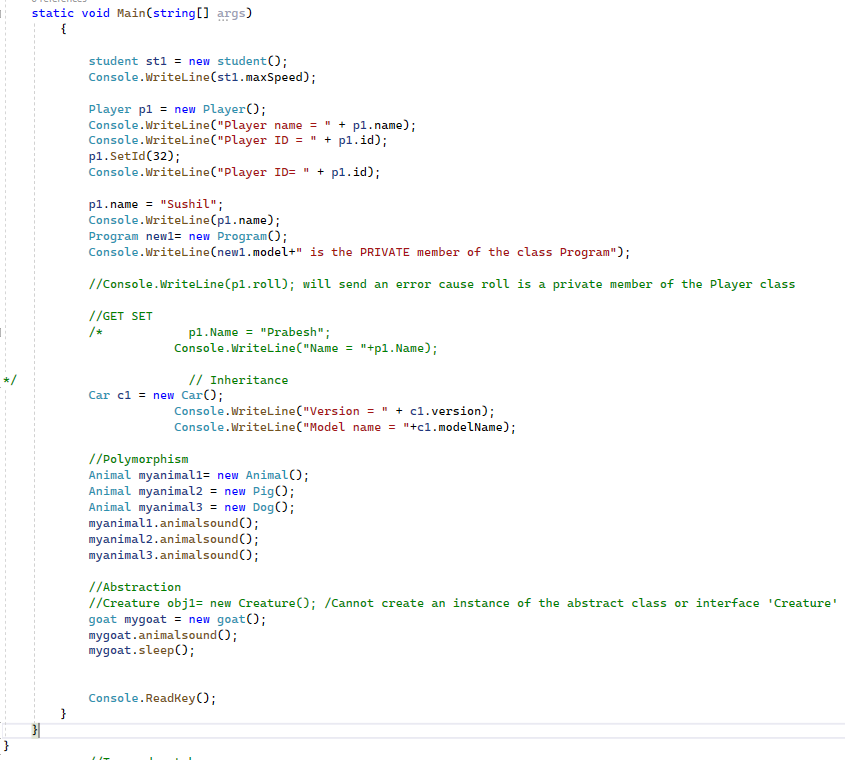 static void Main(string[] args)
{
student st1 = new student();
Console.WriteLine(st1.maxSpeed);
Player p1 = new Player();
Console.WriteLine("Player name = " + p1.name);
Console.WriteLine("Player ID = " + p1.id);
p1.SetId(32);
Console.WriteLine("Player ID= " + p1.id);
p1.name = "Sushil";
Console.WriteLine(p1.name);
Program new1= new Program();
Console.WriteLine(new1.model+" is the PRIVATE member of the class Program");
//Console.WriteLine(p1.roll); will send an error cause roll is a private member of the Player class
//GET SET
/* p1.Name = "Prabesh";
Console.WriteLine("Name = "+p1.Name);
*/ // Inheritance
Car c1 = new Car();
Console.WriteLine("Version = " + c1.version);
Console.WriteLine("Model name = "+c1.modelName);
//Polymorphism
Animal myanimal1= new Animal();
Animal myanimal2 = new Pig();
Animal myanimal3 = new Dog();
myanimal1.animalsound();
myanimal2.animalsound();
myanimal3.animalsound();
//Abstraction
//Creature obj1= new Creature(); /Cannot create an instance of the abstract class or interface 'Creature'
goat mygoat = new goat();
mygoat.animalsound();
mygoat.sleep();
Console.ReadKey();
}
}
}